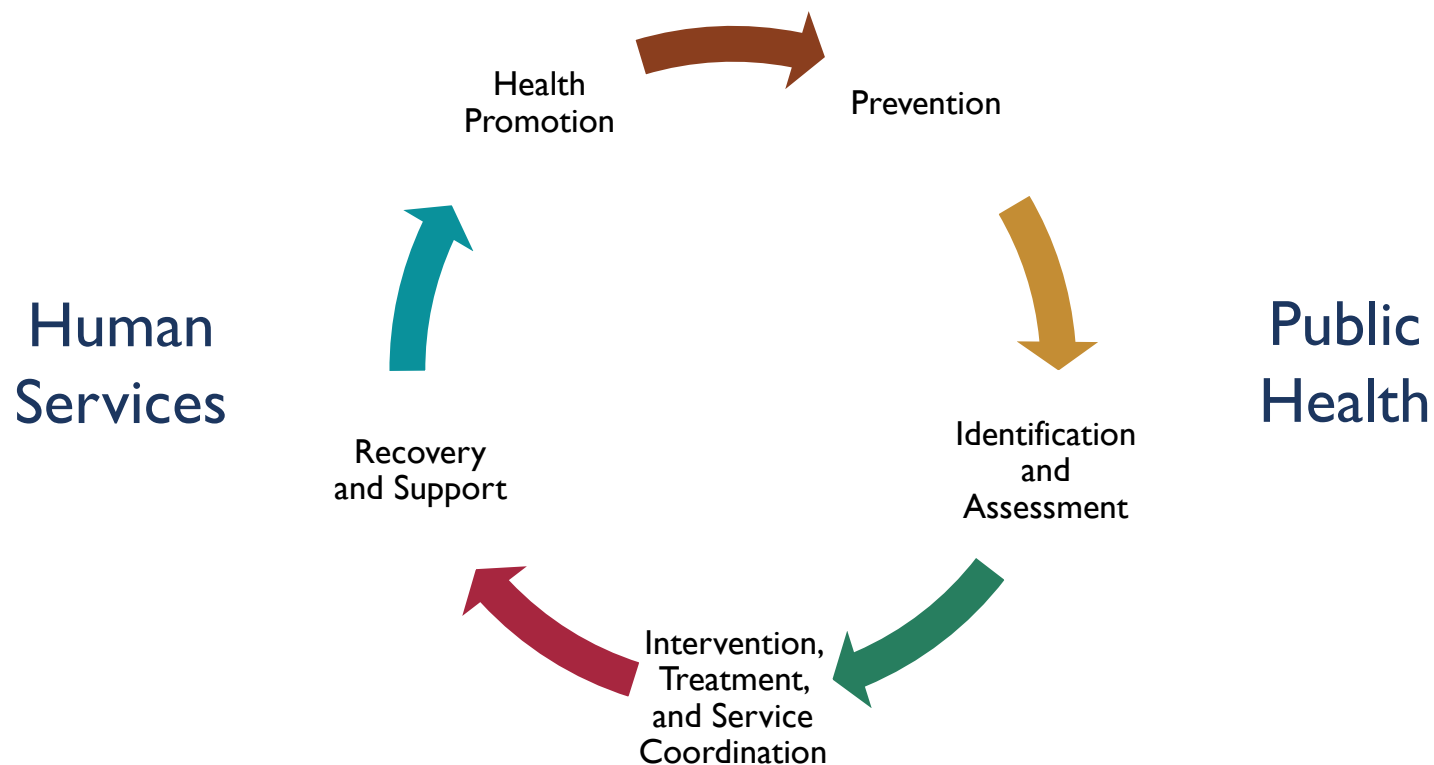 Health
Promotion
Prevention
Human
Services
Public
Health
Identification
and
Assessment
Recovery
and Support
Intervention,
Treatment,
and Service
Coordination